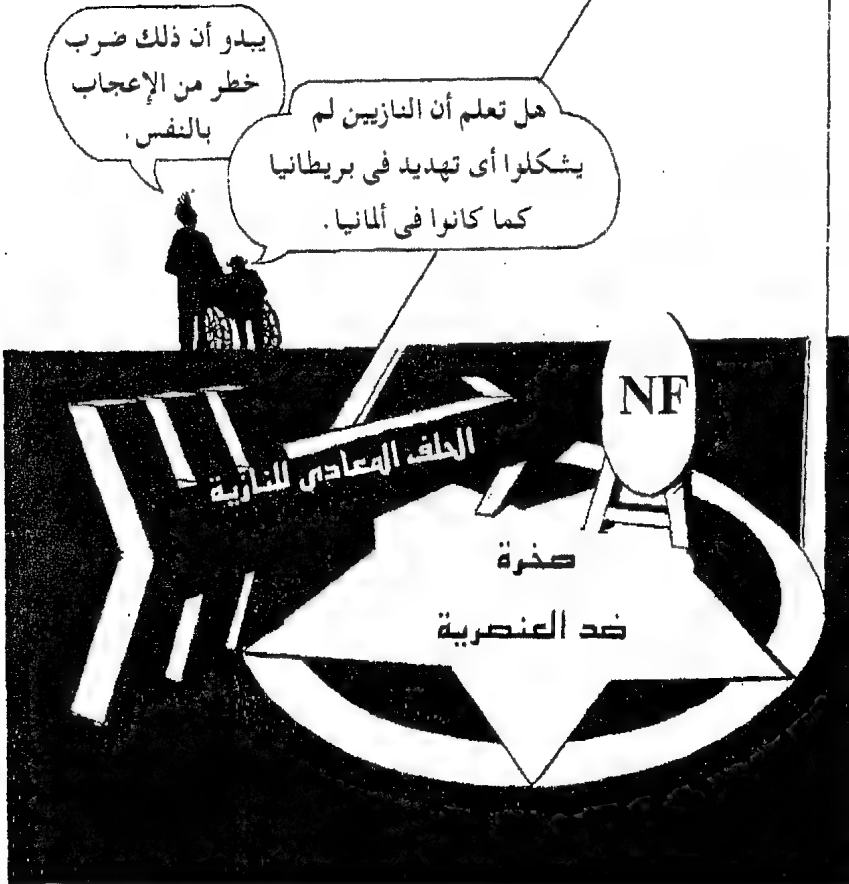 يبدو أن ذلك ضرب
خطر من الإعجاب
بالنفس.
هل تعلم أن النازيين لم
يشكلوا أى تهديد فى بريطانيا
كما كانوا فى ألمانيا.
NF
الحلف المعادى للنازية
صخرة
ضد العنصرية